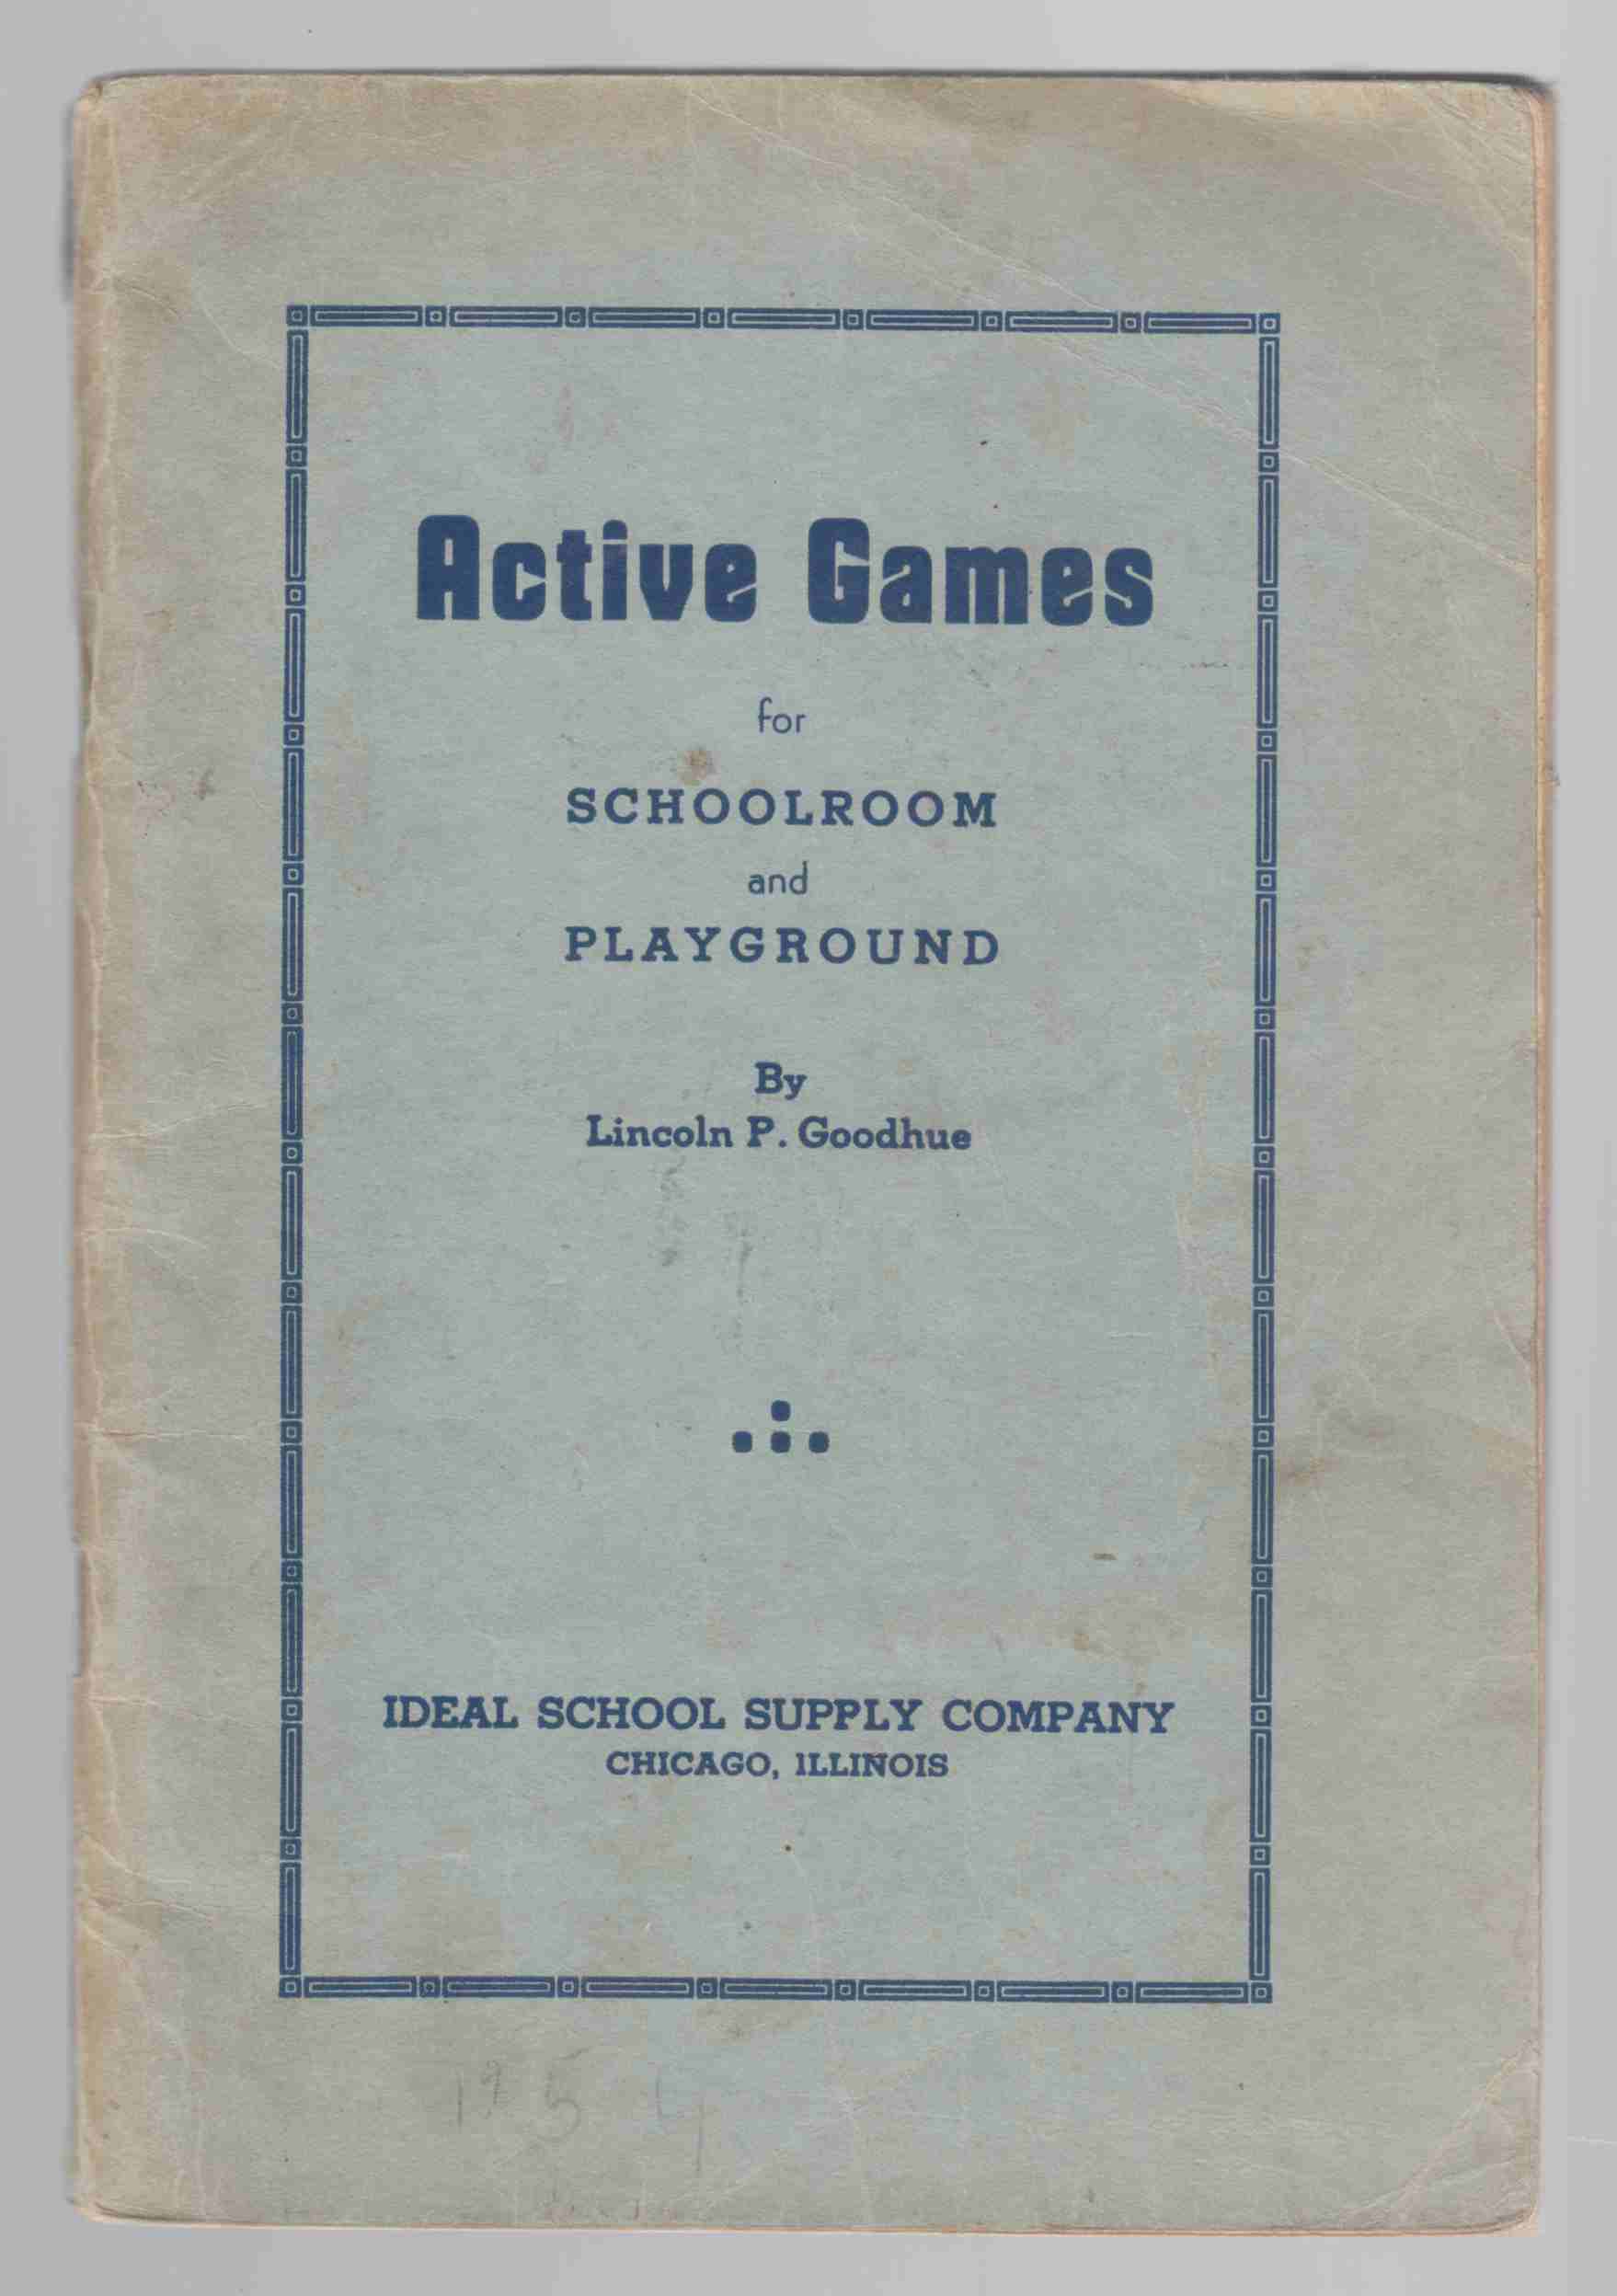 Active Games
for
SCHOOLROOM
and
PLAYGROUND
By
Lincoln P. Goodhue
IDEAL SCHOOL SUPPLY COMPANY
CHICAGO, ILLINOIS